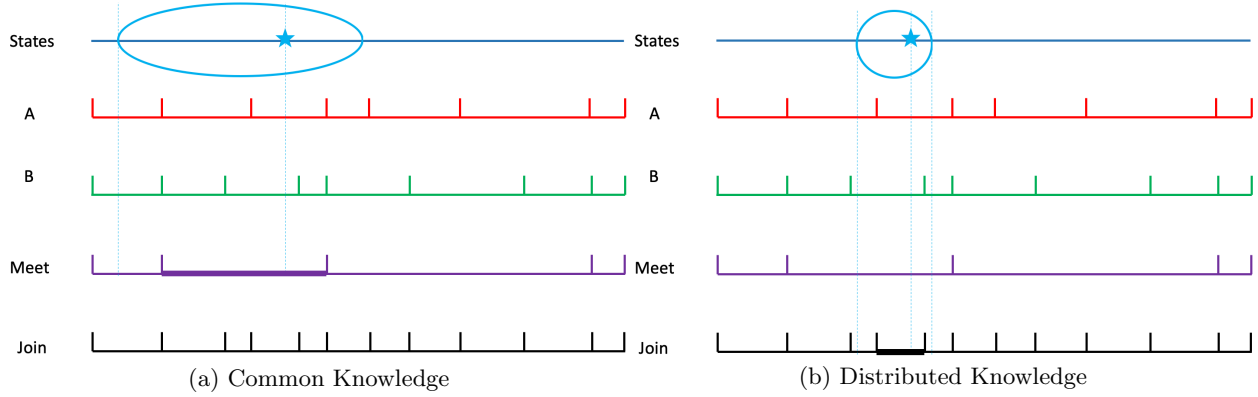 States
A
B
Meet
Join
(a) Common Knowledge
States
A
B
Meet
Join
(b) Distributed Knowledge